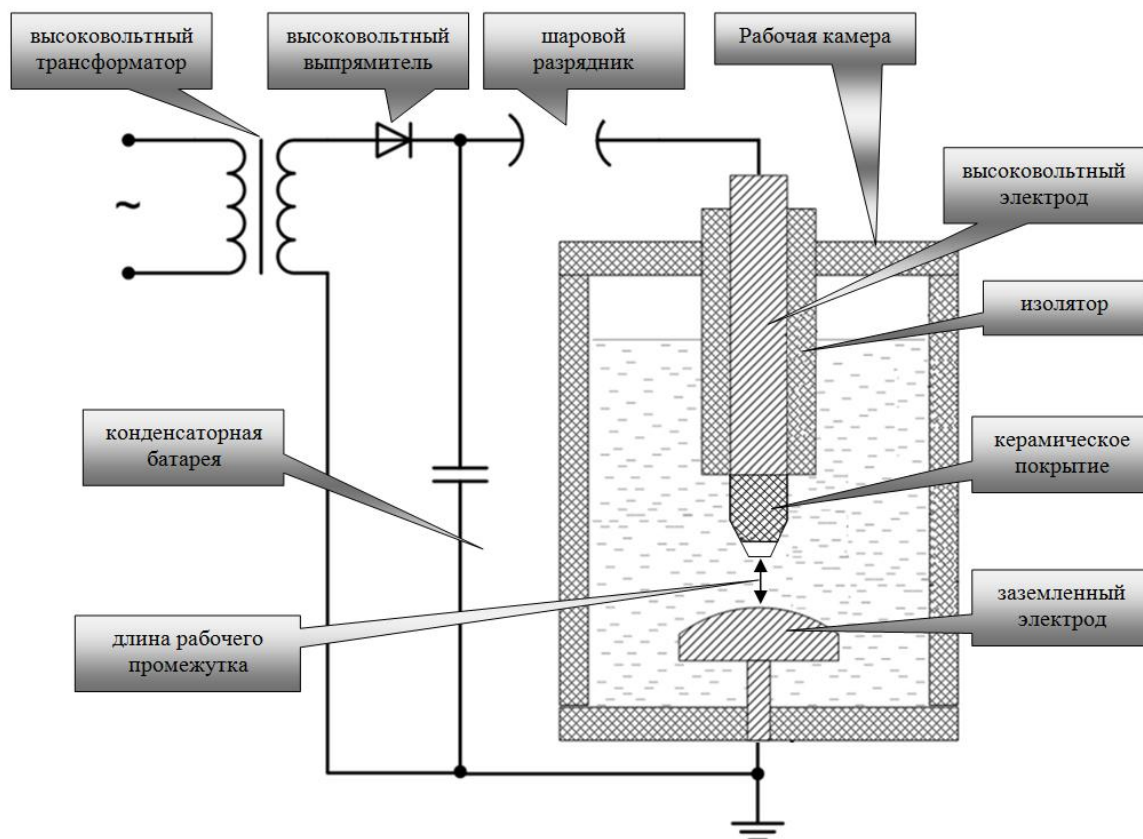 высоковольтный
трансформатор
высоковольтный
выпрямитель
шаровой
разрядник
Рабочая камера
высоковольтный
электрод
изолятор
конденсаторная
батарея
керамическое
покрытие
заземленный
электрод
длина рабочего
промежутка
~